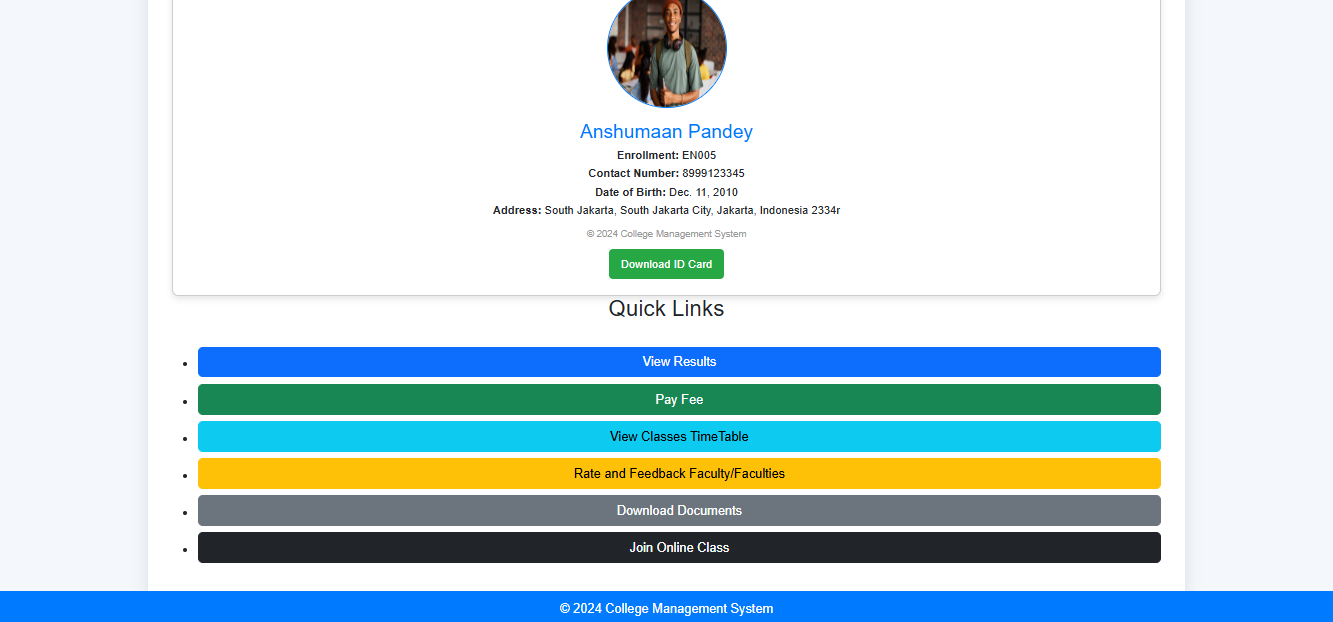 Anshumaan Pandey
Enrollment: EN005
Contact Number: 8999123345
Date of Birth: Dec. 11, 2010
Address: South Jakarta, South Jakarta City, Jakarta, Indonesia 2334r
© 2024 College Management System
Download ID Card
Quick Links
View Results
Pay Fee
View Classes TimeTable
Rate and Feedback Faculty/Faculties
Download Documents
Join Online Class
© 2024 College Management System